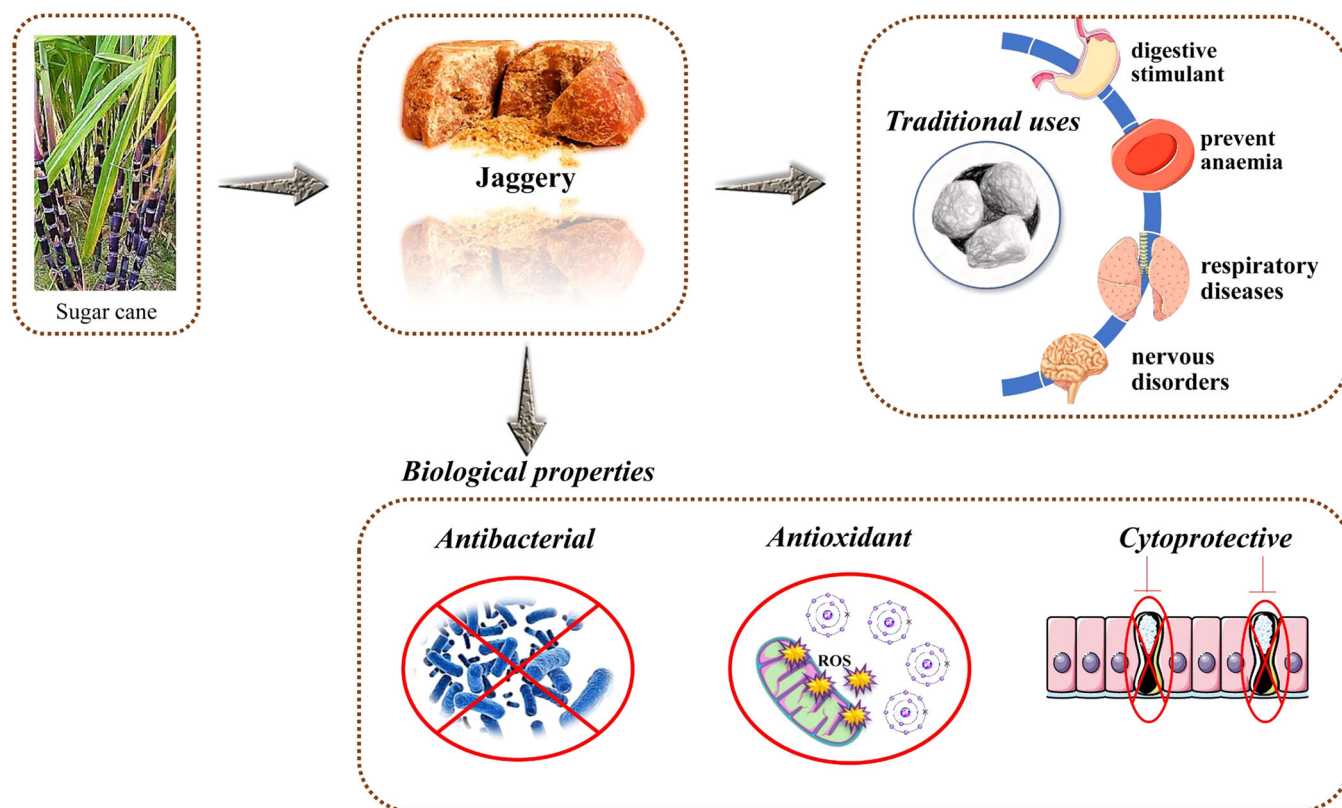 Sugar cane
Jaggery
Traditional uses
digestive
stimulant
prevent
anaemia
respiratory
diseases
nervous
disorders
Biological properties
Antibacterial
Antioxidant
ROS
Cytoprotective